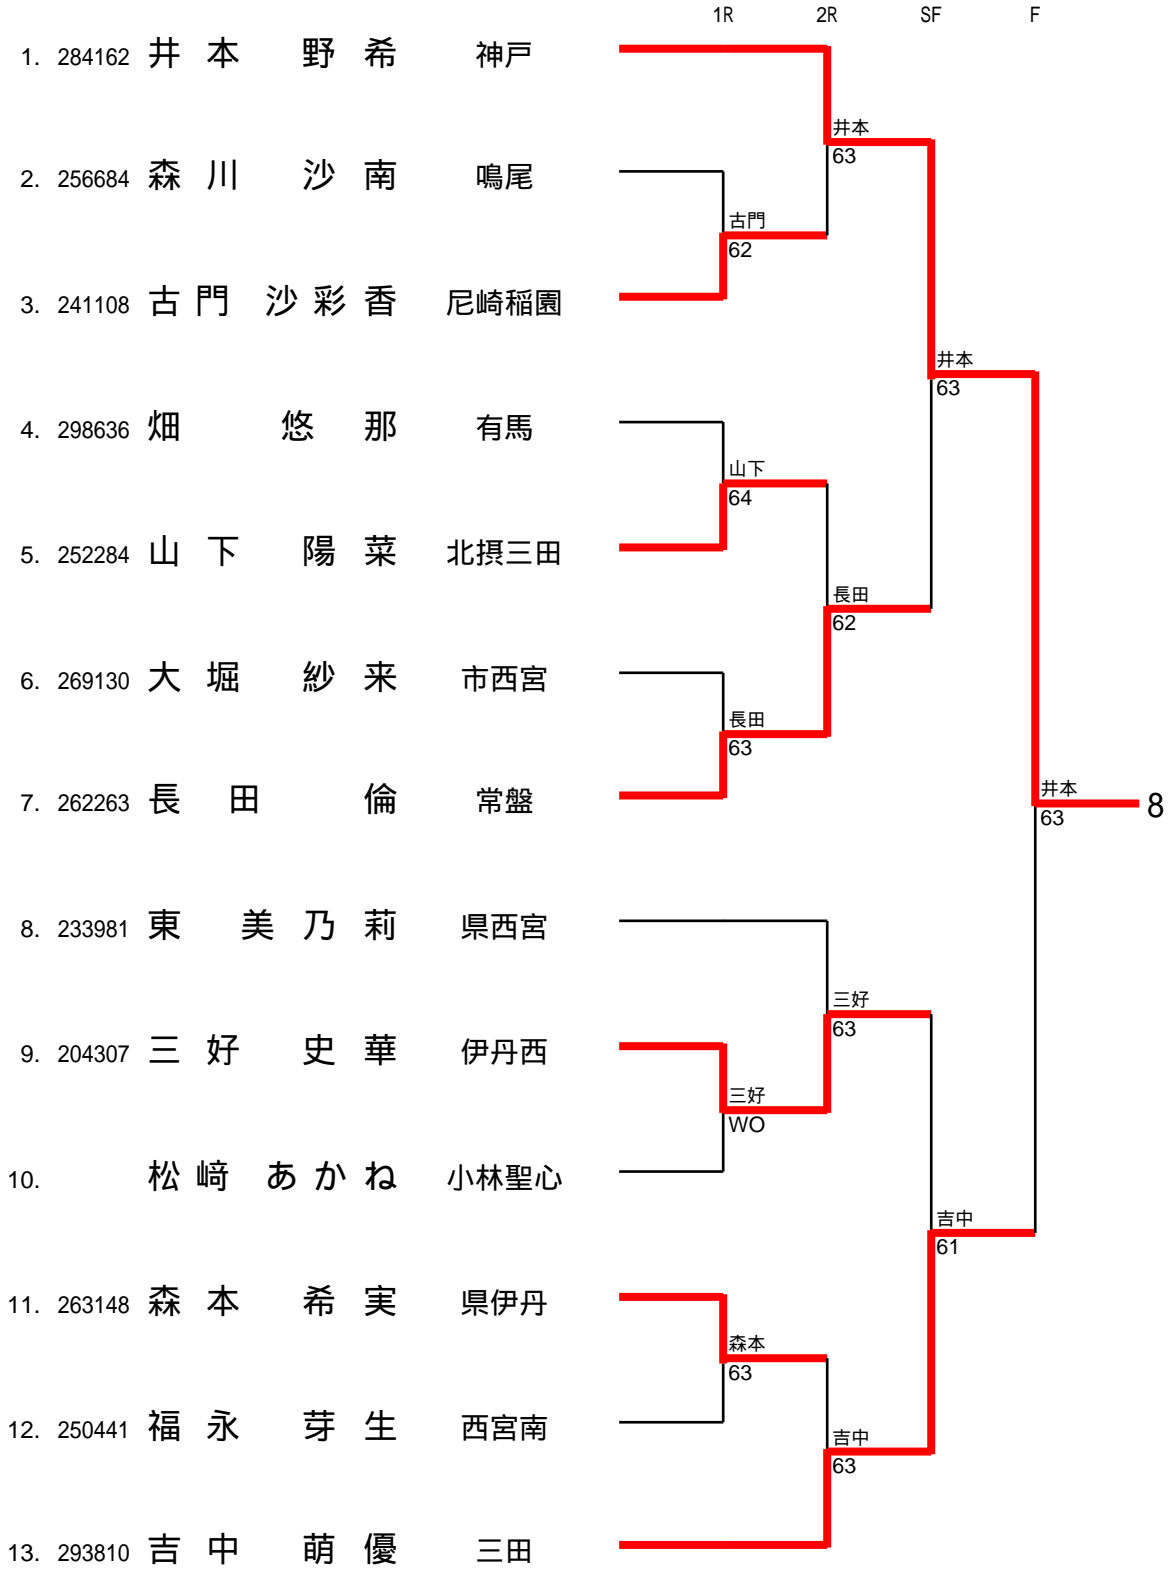 1R 2R SF F
1. 284162 井本 野希 神戸
井本
63
2. 256684 森川 沙南 鳴尾
古門
62
3. 241108 古門 沙彩香 尼崎稲園
井本
63
4. 298636 畑 悠那 有馬
山下
64
5. 252284 山下 陽菜 北摂三田
長田
62
6. 269130 大堀 紗来 市西宮
長田
63
7. 262263 長田 倫 常盤
井本
63
8
8. 233981 東 美乃莉 県西宮
三好
63
9. 204307 三好 史華 伊丹西
三好
WO
10. 松﨑 あかね 小林聖心
吉中
61
11. 263148 森本 希実 県伊丹
森本
63
12. 250441 福永 芽生 西宮南
吉中
63
13. 293810 吉中 萌優 三田